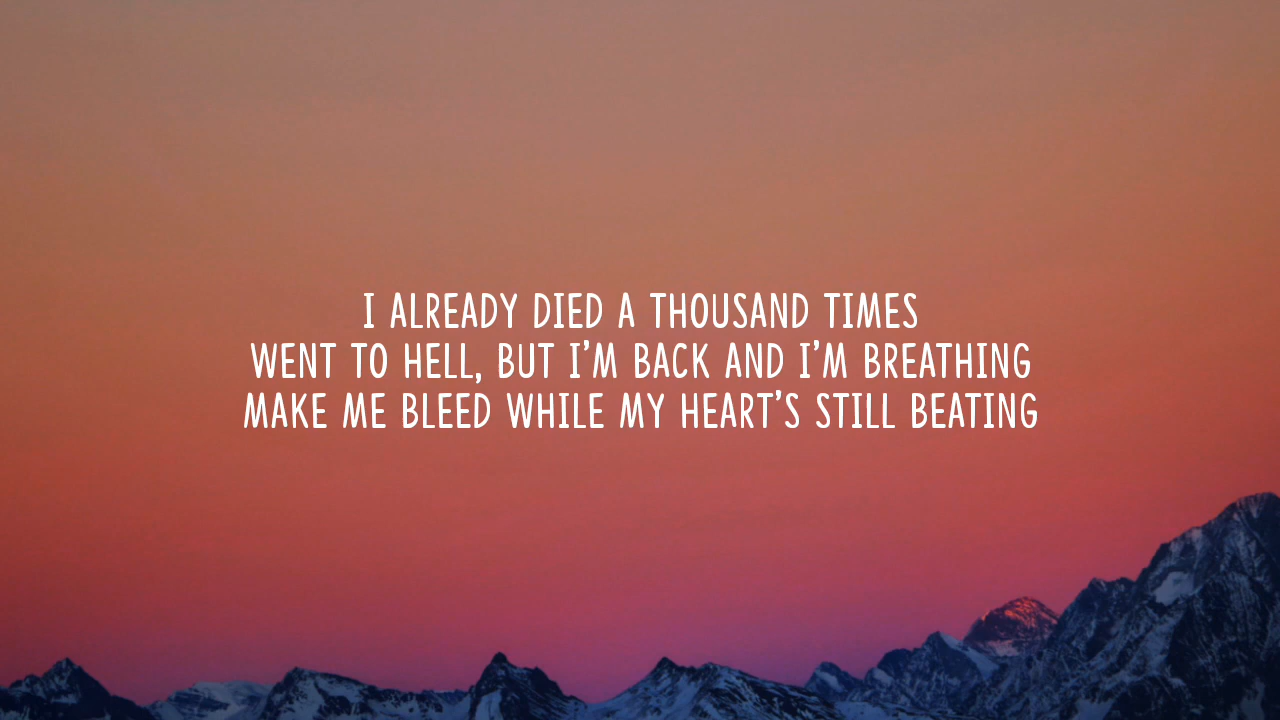 I ALREADY DIED A THOUSAND TIMES
WENT TO HELL, BUT I'M BACK AND I'M BREATHING
MAKE ME BLEED WHILE MY HEART'S STILL BEATING